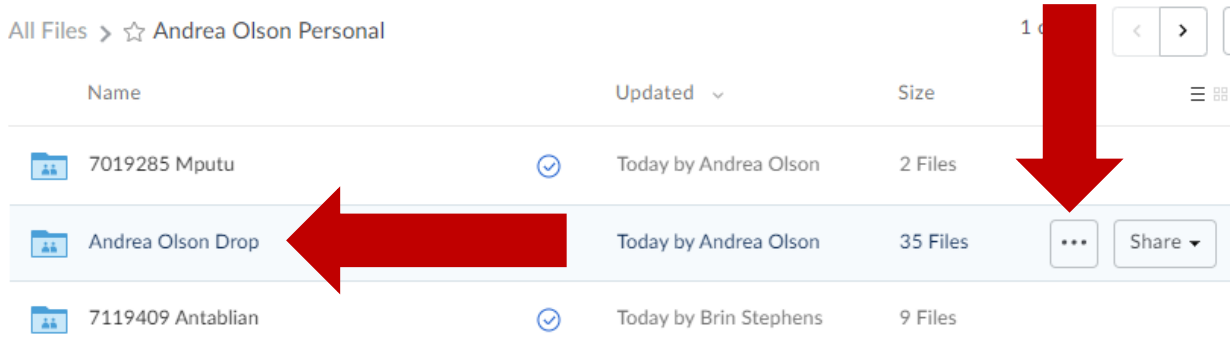 All Files > ☆ Andrea Olson Personal 1
Name Updated Size
7019285 Mputu Today by Andrea Olson 2 Files
Andrea Olson Drop Today by Andrea Olson 35 Files ••• Share
7119409 Antablian Today by Brin Stephens 9 Files